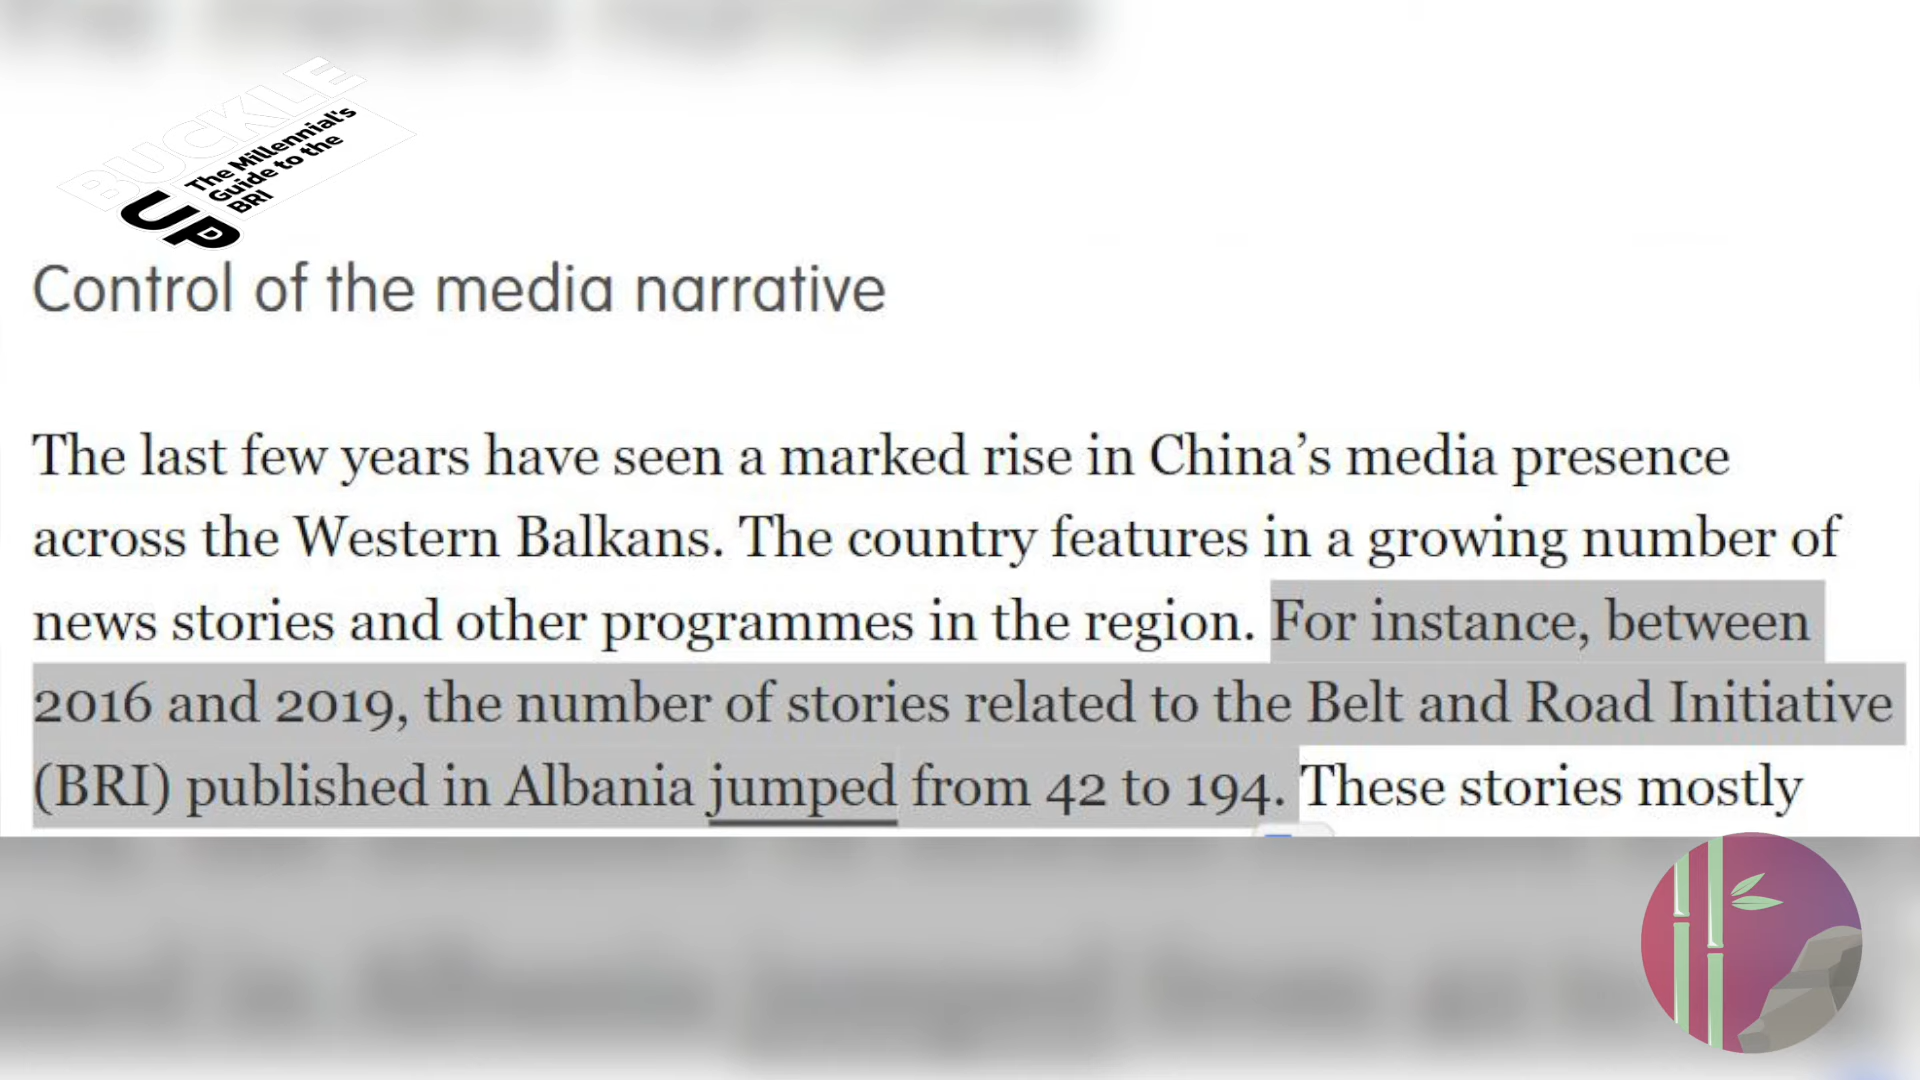 BUCKLE
UP
The Millennial's
Guide to the
BRI
Control of the media narrative
The last few years have seen a marked rise in China’s media presence
across the Western Balkans. The country features in a growing number of
news stories and other programmes in the region. For instance, between
2016 and 2019, the number of stories related to the Belt and Road Initiative
(BRI) published in Albania jumped from 42 to 194. These stories mostly